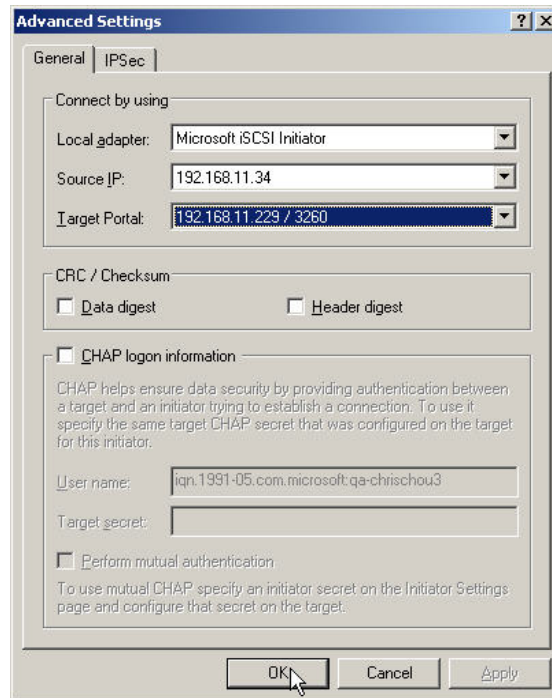 Advanced Settings
General IPSec
Connect by using
Local adapter: Microsoft iSCSI Initiator
Source IP: 192.168.11.34
Target Portal: 192.168.11.229 / 3260
CRC / Checksum
Data digest Header digest
CHAP logon information
CHAP helps ensure data security by providing authentication between
a target and an initiator trying to establish a connection. To use it
specify the same target CHAP secret that was configured on the target
for this initiator.
User name: iqn.1991-05.com.microsoft:qa-chrischou3
Target secret:
Perform mutual authentication
To use mutual CHAP specify an initiator secret on the Initiator Settings
page and configure that secret on the target.
OK Cancel Apply